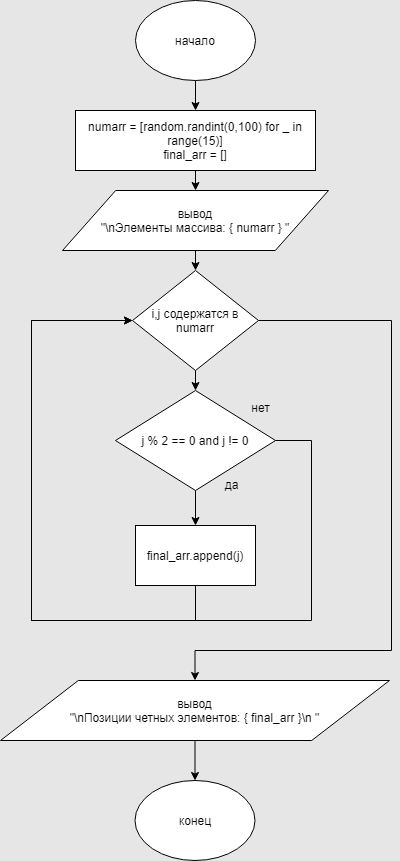 начало
numarr = [random.randint(0,100) for _ in
range(15)]
final_arr = []
вывод
"\nЭлементы массива: { numarr } "
i,j содержатся в
numarr
нет
j % 2 == 0 and j != 0
да
final_arr.append(j)
вывод
"\nПозиции четных элементов: { final_arr }\n "
конец